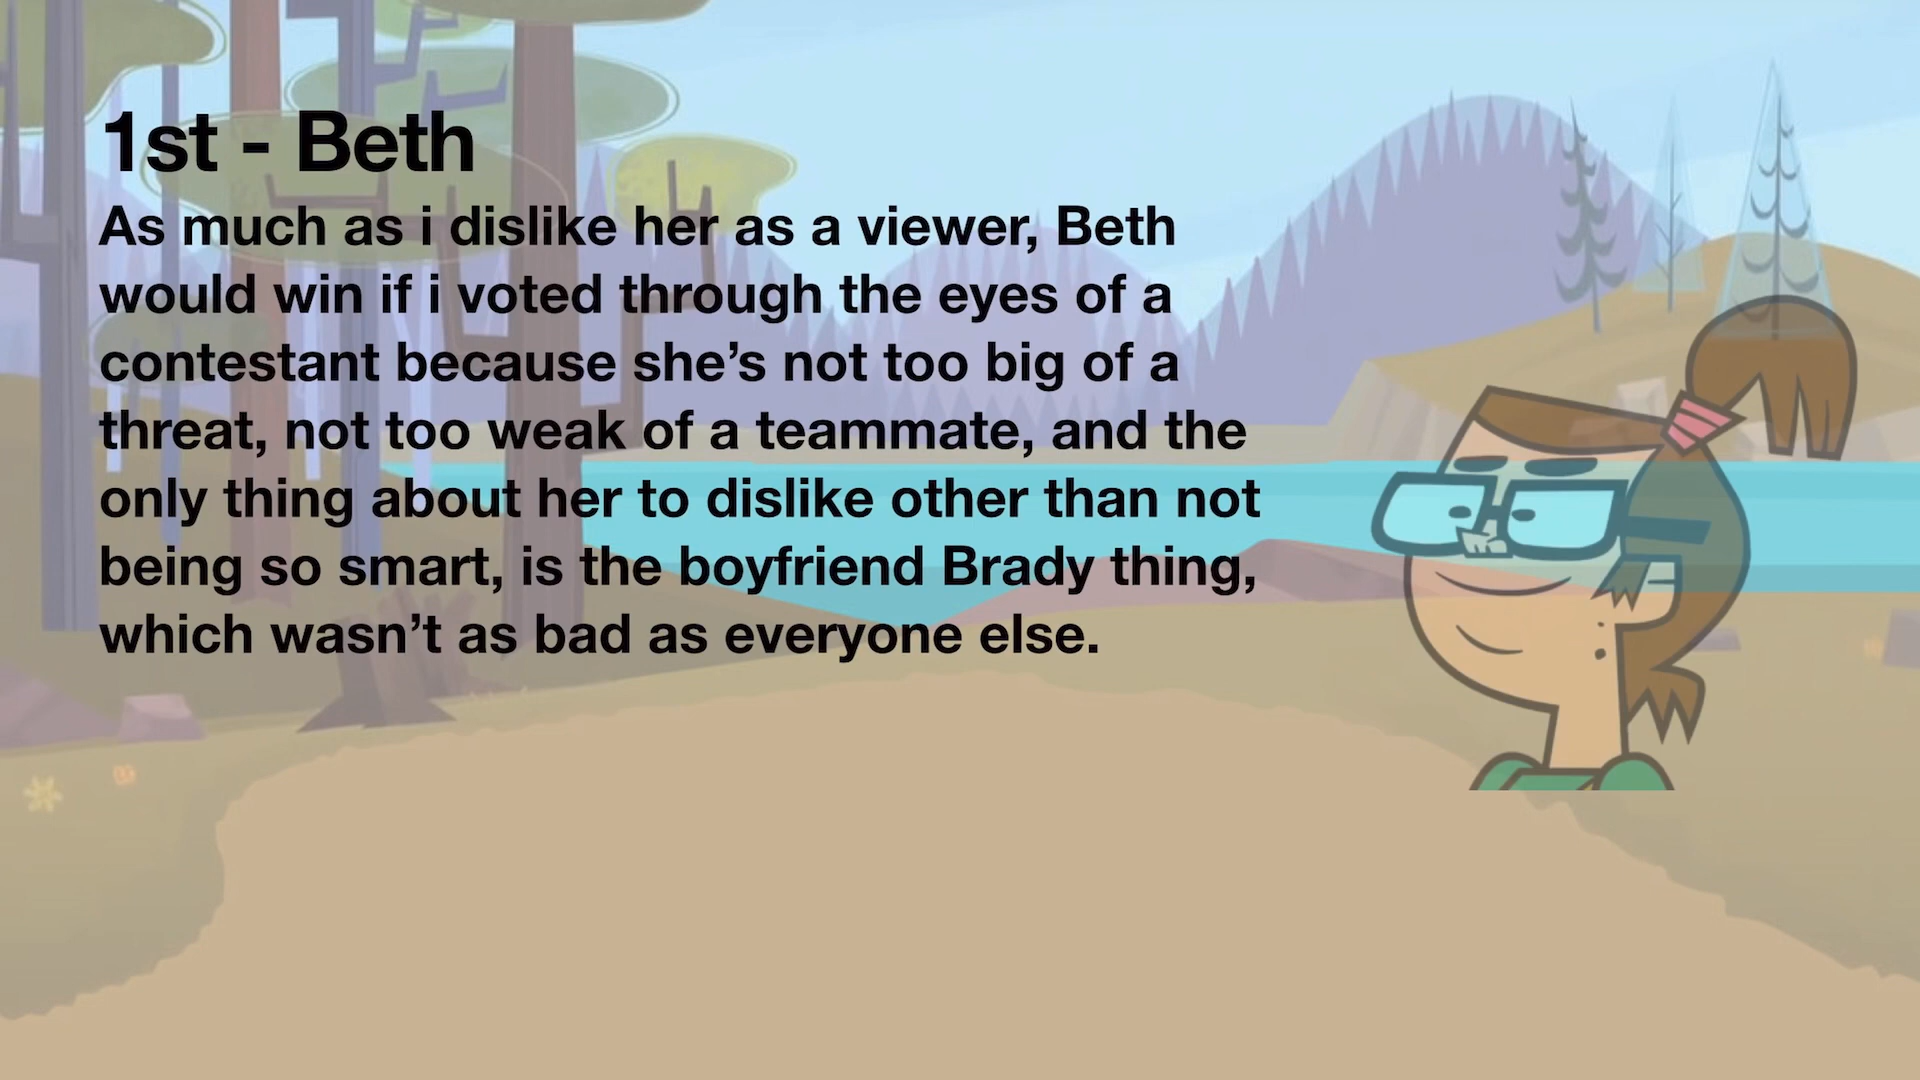 1st - Beth
As much as i dislike her as a viewer, Beth
would win if i voted through the eyes of a
contestant because she’s not too big of a
threat, not too weak of a teammate, and the
only thing about her to dislike other than not
being so smart, is the boyfriend Brady thing,
which wasn’t as bad as everyone else.